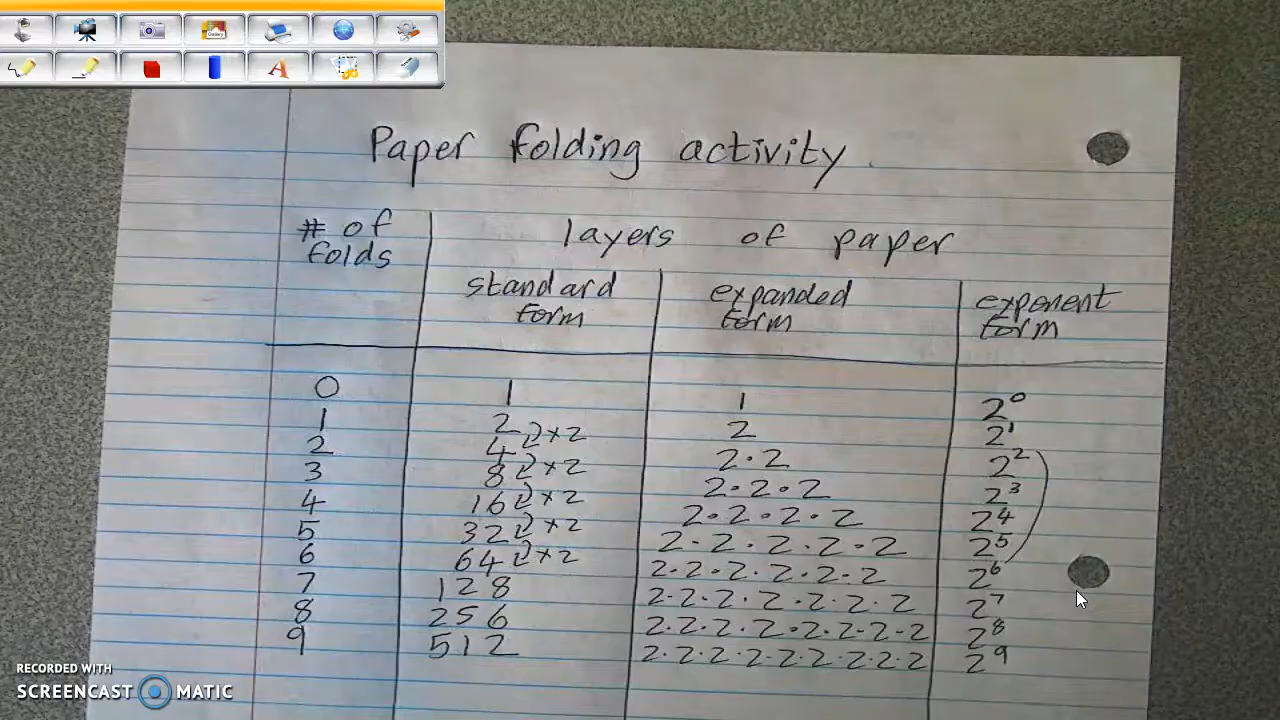 Paper folding activity.
# of folds
layers of paper
standard form
expanded form
exponent form
0 1 1 2⁰
1 2 2 2¹
2 4 2·2 2²
3 8 2·2·2 2³
4 16 2·2·2·2 2⁴
5 32 2·2·2·2·2 2⁵
6 64 2·2·2·2·2·2 2⁶
7 128 2·2·2·2·2·2·2 2⁷
8 256 2·2·2·2·2·2·2·2 2⁸
9 512 2·2·2·2·2·2·2·2·2 2⁹
×2
×2
×2
×2
×2
RECORDED WITH
SCREENCAST MATIC